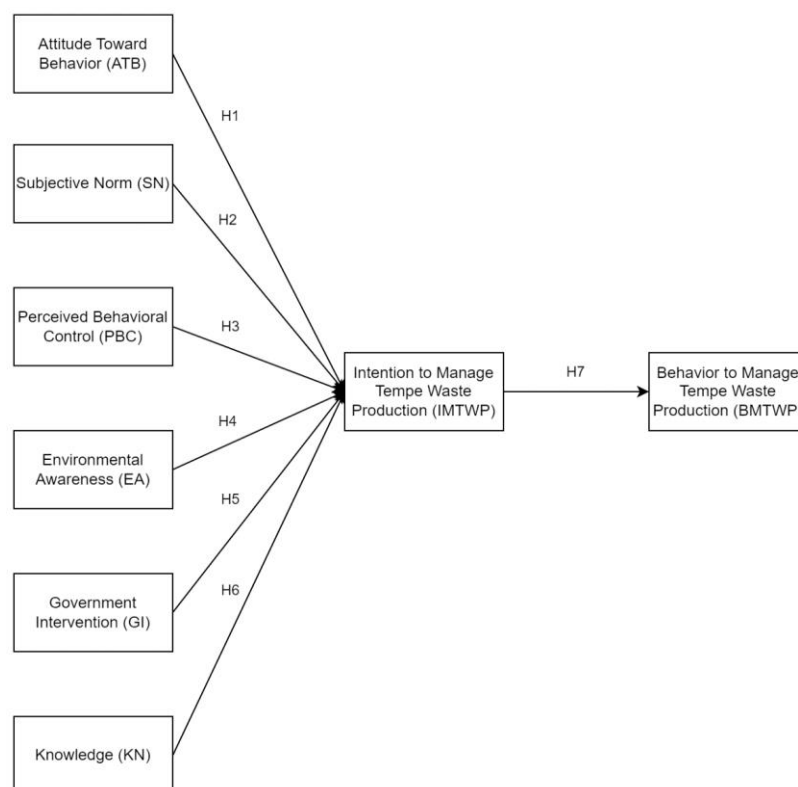 Attitude Toward
Behavior (ATB)
H1
Subjective Norm (SN)
H2
Perceived Behavioral
Control (PBC)
H3
Intention to Manage
Tempe Waste
Production (IMTWP)
H7
Behavior to Manage
Tempe Waste
Production (BMTWP
H4
Environmental
Awareness (EA)
H5
Government
Intervention (GI)
H6
Knowledge (KN)